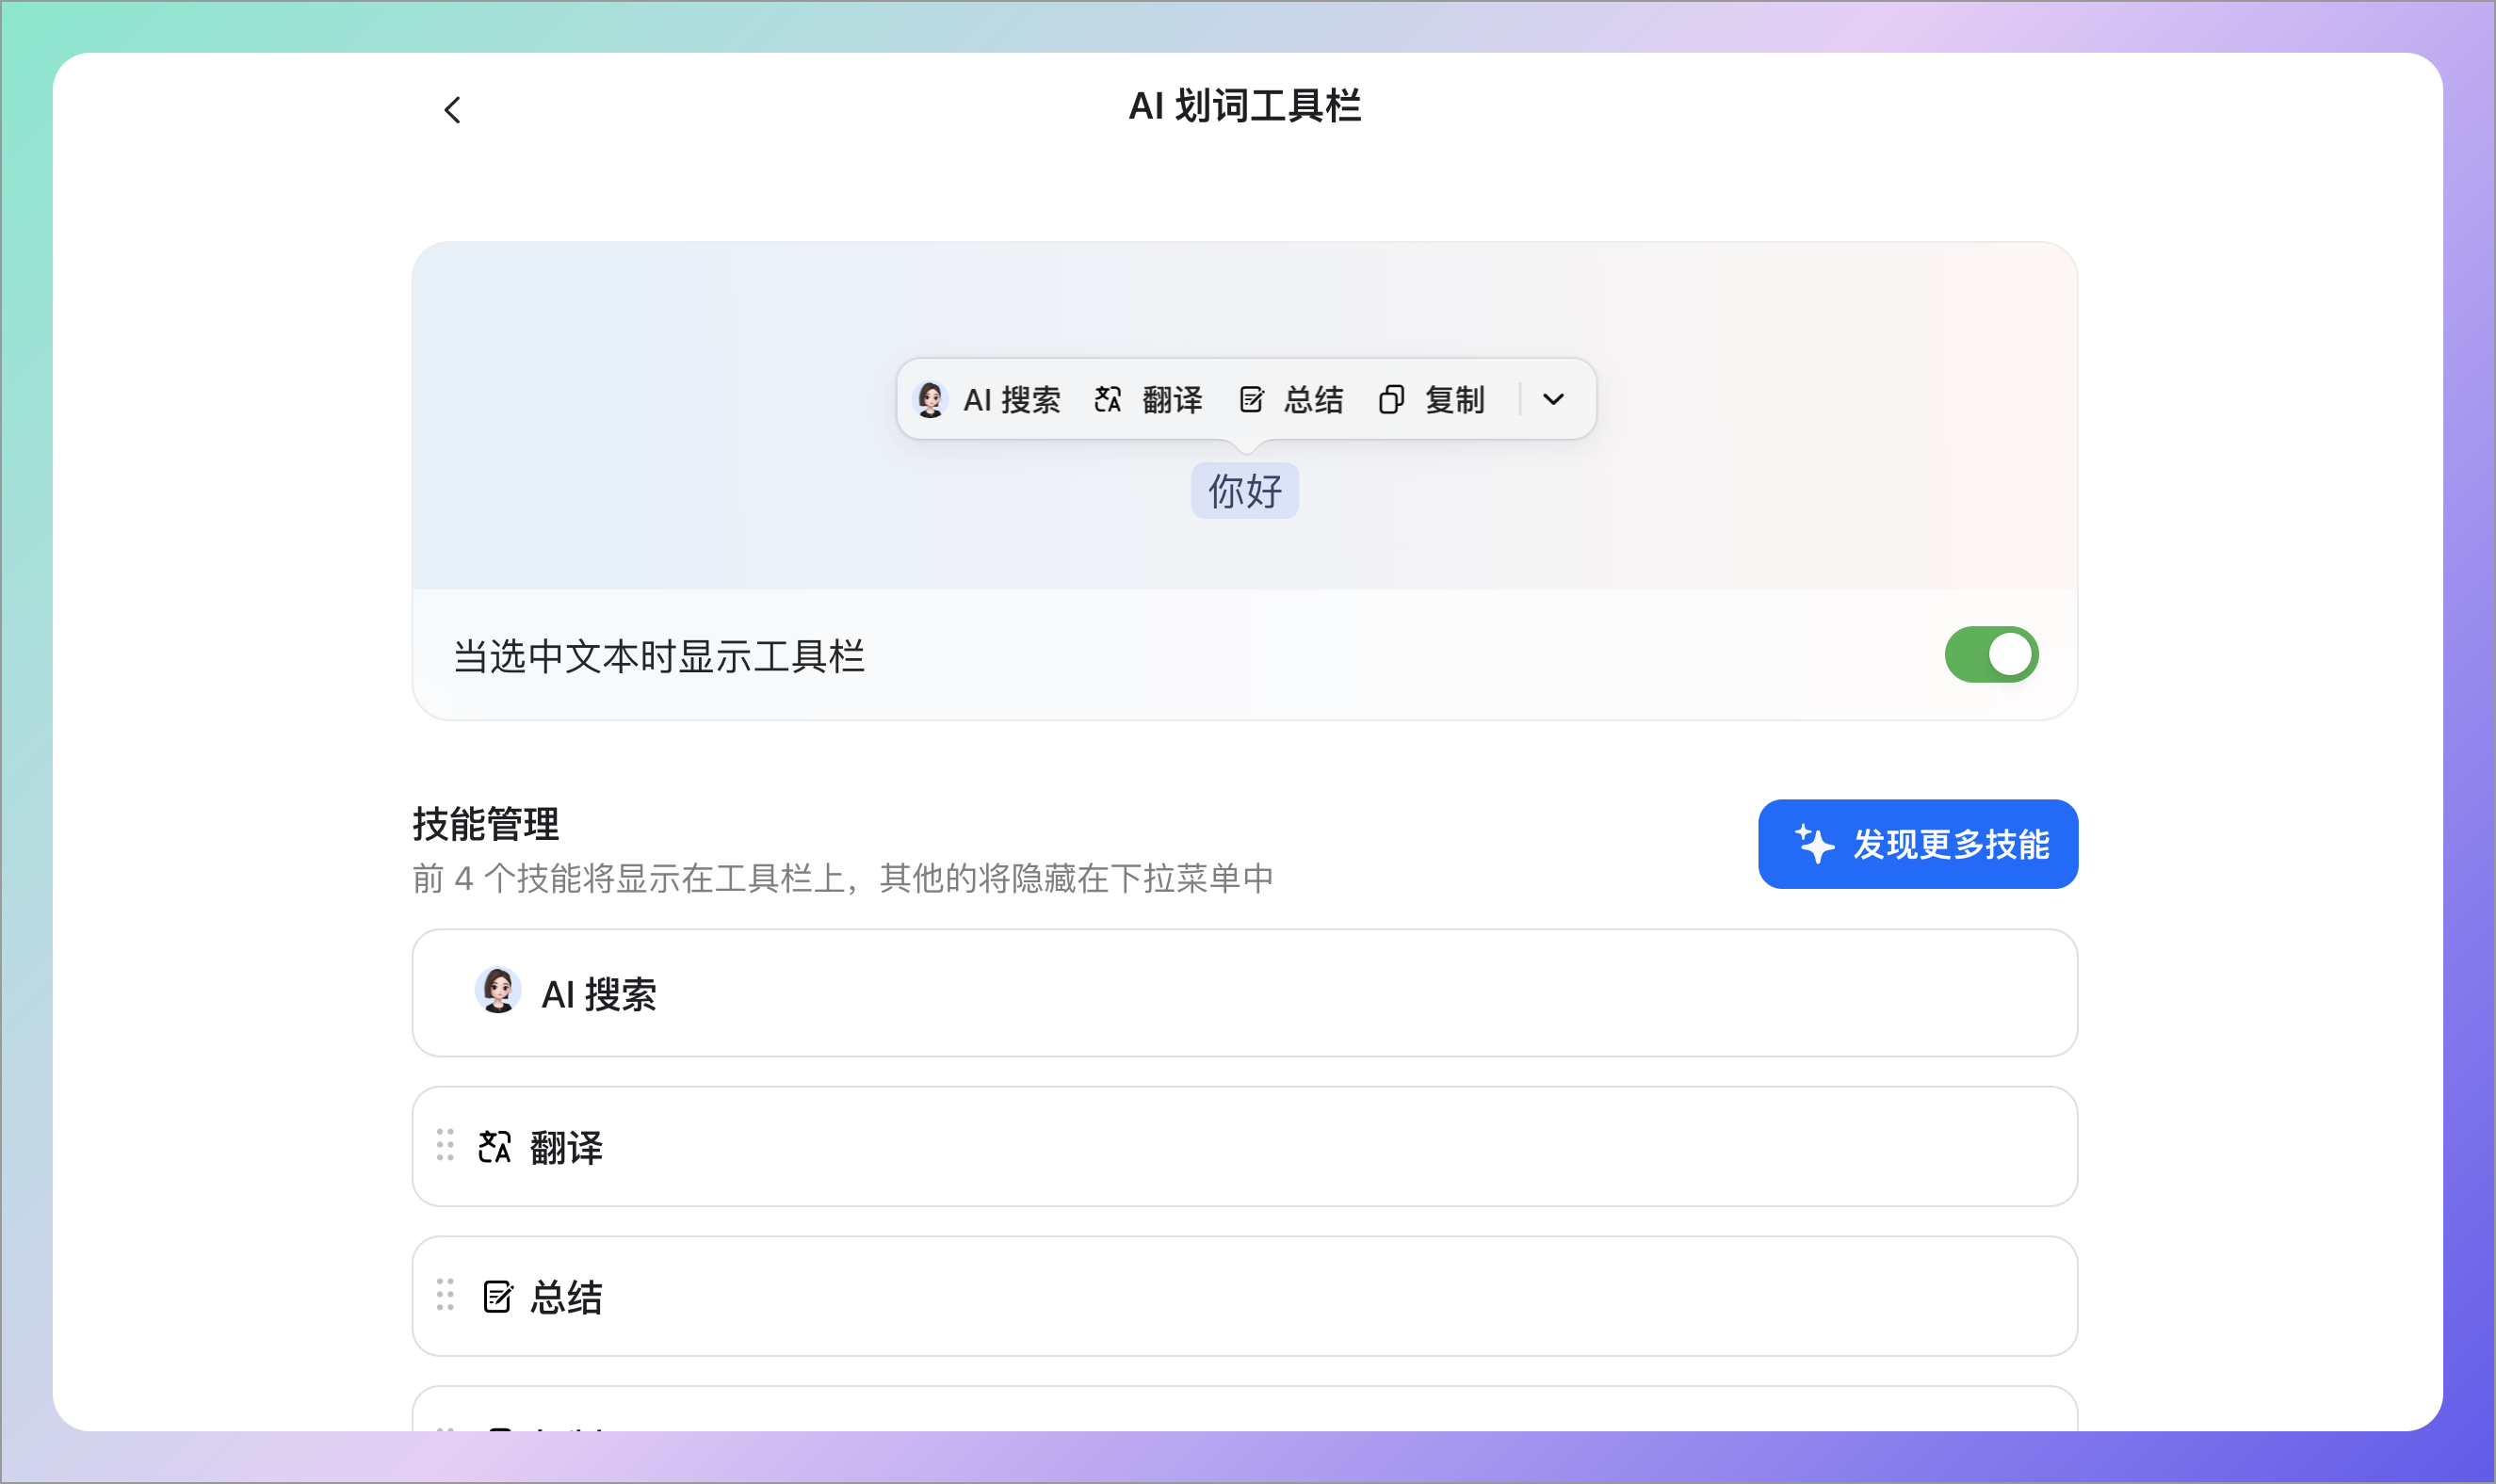 AI 划词工具栏
AI 搜索 翻译 总结 复制
你好
当选中文本时显示工具栏
技能管理
发现更多技能
前 4 个技能将显示在工具栏上，其他的将隐藏在下拉菜单中
AI 搜索
翻译
总结